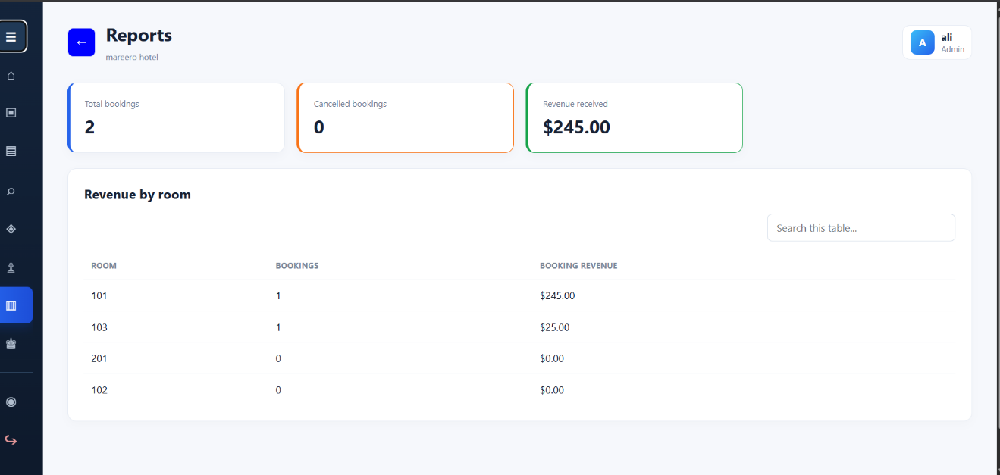 ←
Reports
mareero hotel
A
ali
Admin
Total bookings
2
Cancelled bookings
0
Revenue received
$245.00
Revenue by room
Search this table...
ROOM BOOKINGS BOOKING REVENUE
101 1 $245.00
103 1 $25.00
201 0 $0.00
102 0 $0.00